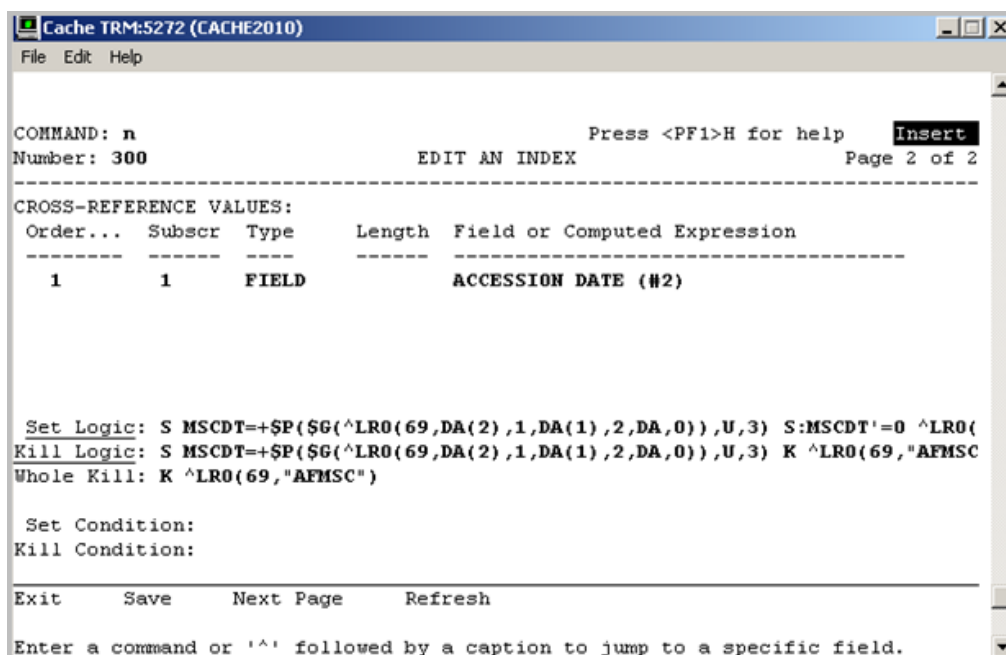 Cache TRM:5272 (CACHE2010)
File Edit Help
COMMAND: n Press <PF1>H for help Insert
Number: 300 EDIT AN INDEX Page 2 of 2
--------------------------------------------------------------------------------
CROSS-REFERENCE VALUES:
Order... Subscr Type Length Field or Computed Expression
-------- ------ ---- ------ --------------------------------------
1 1 FIELD ACCESSION DATE (#2)
Set Logic: S MSCDT=+$P($G(^LRO(69,DA(2),1,DA(1),2,DA,0)),U,3) S:MSCDT'=0 ^LRO(
Kill Logic: S MSCDT=+$P($G(^LRO(69,DA(2),1,DA(1),2,DA,0)),U,3) K ^LRO(69,"AFMSC
Whole Kill: K ^LRO(69,"AFMSC")
Set Condition:
Kill Condition:
Exit Save Next Page Refresh
Enter a command or '^' followed by a caption to jump to a specific field.